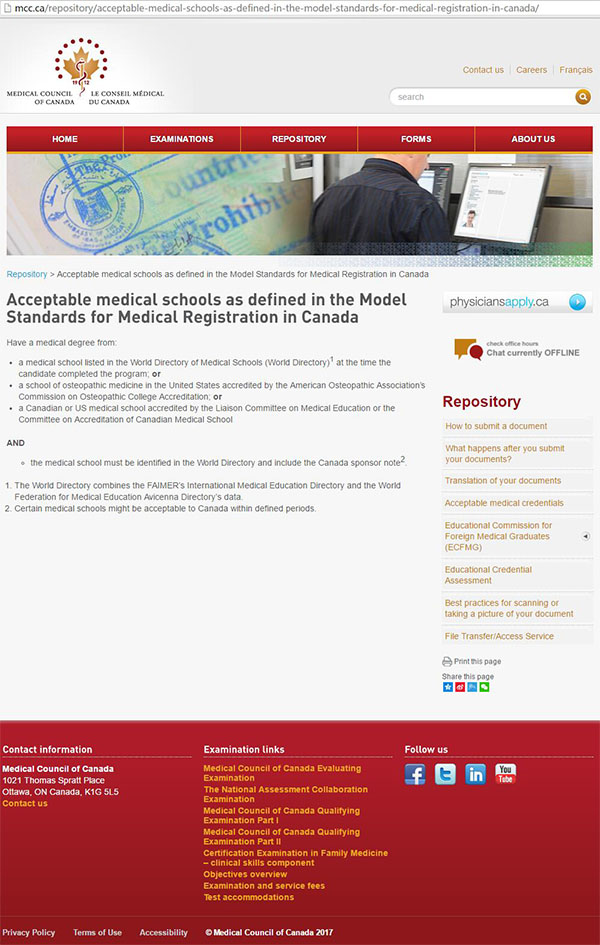 mcc.ca/repository/acceptable-medical-schools-as-defined-in-the-model-standards-for-medical-registration-in-canada/
1912
MEDICAL COUNCIL LE CONSEIL MÉDICAL
OF CANADA DU CANADA
Contact us | Careers | Français
search
HOME EXAMINATIONS REPOSITORY FORMS ABOUT US
Countries
Prohibite
Repository > Acceptable medical schools as defined in the Model Standards for Medical Registration in Canada
Acceptable medical schools as defined in the Model
Standards for Medical Registration in Canada
Have a medical degree from:
• a medical school listed in the World Directory of Medical Schools (World Directory)1 at the time the
candidate completed the program; or
• a school of osteopathic medicine in the United States accredited by the American Osteopathic Association's
Commission on Osteopathic College Accreditation; or
• a Canadian or US medical school accredited by the Liaison Committee on Medical Education or the
Committee on Accreditation of Canadian Medical School
AND
◦ the medical school must be identified in the World Directory and include the Canada sponsor note2.
1. The World Directory combines the FAIMER's International Medical Education Directory and the World
Federation for Medical Education Avicenna Directory's data.
2. Certain medical schools might be acceptable to Canada within defined periods.
physiciansapply.ca
check office hours
Chat currently OFFLINE
Repository
How to submit a document
What happens after you submit
your documents?
Translation of your documents
Acceptable medical credentials
Educational Commission for
Foreign Medical Graduates
(ECFMG)
Educational Credential
Assessment
Best practices for scanning or
taking a picture of your document
File Transfer/Access Service
Print this page
Share this page
Contact information
Medical Council of Canada
1021 Thomas Spratt Place
Ottawa, ON Canada, K1G 5L5
Contact us
Examination links
Medical Council of Canada Evaluating
Examination
The National Assessment Collaboration
Examination
Medical Council of Canada Qualifying
Examination Part I
Medical Council of Canada Qualifying
Examination Part II
Certification Examination in Family Medicine
– clinical skills component
Objectives overview
Examination and service fees
Test accommodations
Follow us
You
Tube
Privacy Policy Terms of Use Accessibility © Medical Council of Canada 2017